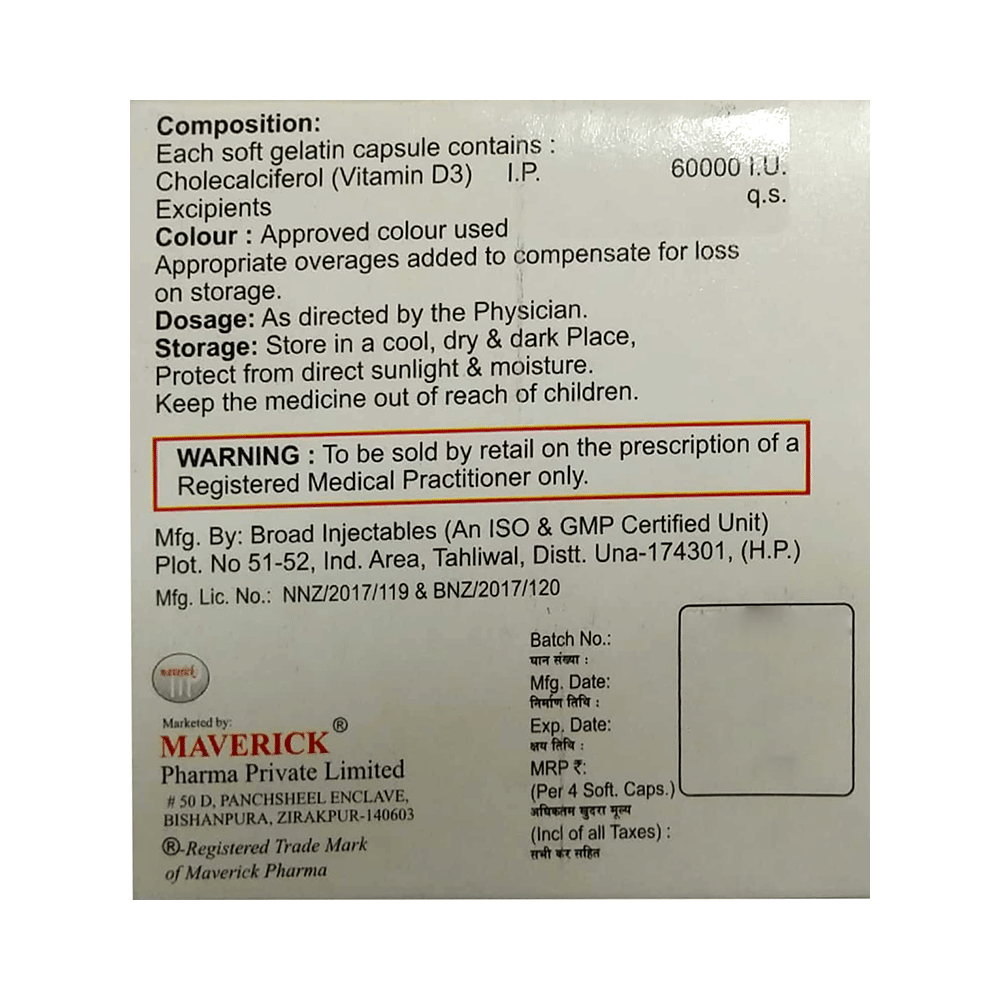 Composition:
Each soft gelatin capsule contains :
Cholecalciferol (Vitamin D3) I.P. 60000 I.U.
Excipients q.s.
Colour : Approved colour used
Appropriate overages added to compensate for loss
on storage.
Dosage: As directed by the Physician.
Storage: Store in a cool, dry & dark Place,
Protect from direct sunlight & moisture.
Keep the medicine out of reach of children.
WARNING : To be sold by retail on the prescription of a
Registered Medical Practitioner only.
Mfg. By: Broad Injectables (An ISO & GMP Certified Unit)
Plot. No 51-52, Ind. Area, Tahliwal, Distt. Una-174301, (H.P.)
Mfg. Lic. No.: NNZ/2017/119 & BNZ/2017/120
maverick
Marketed by:
MAVERICK®
Pharma Private Limited
# 50 D, PANCHSHEEL ENCLAVE,
BISHANPURA, ZIRAKPUR-140603
®-Registered Trade Mark
of Maverick Pharma
Batch No.:
घान संख्या :
Mfg. Date:
निर्माण तिथि :
Exp. Date:
क्षय तिथि :
MRP ₹:
(Per 4 Soft. Caps.)
अधिकतम खुदरा मूल्य
(Incl of all Taxes) :
सभी कर सहित